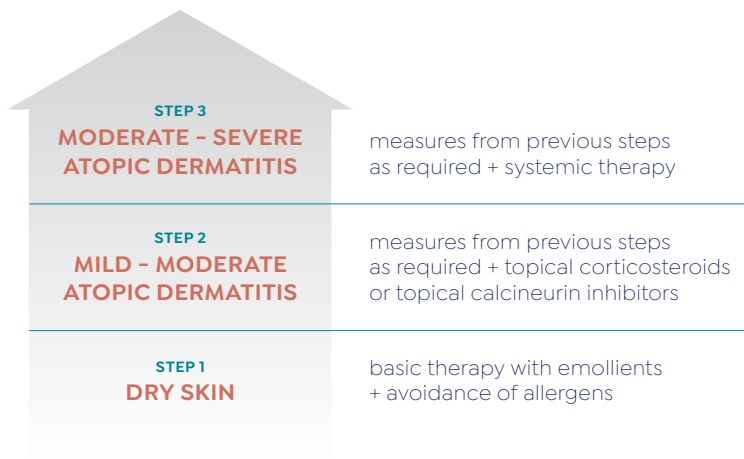 STEP 3
MODERATE - SEVERE
ATOPIC DERMATITIS
measures from previous steps
as required + systemic therapy
STEP 2
MILD - MODERATE
ATOPIC DERMATITIS
measures from previous steps
as required + topical corticosteroids
or topical calcineurin inhibitors
STEP 1
DRY SKIN
basic therapy with emollients
+ avoidance of allergens